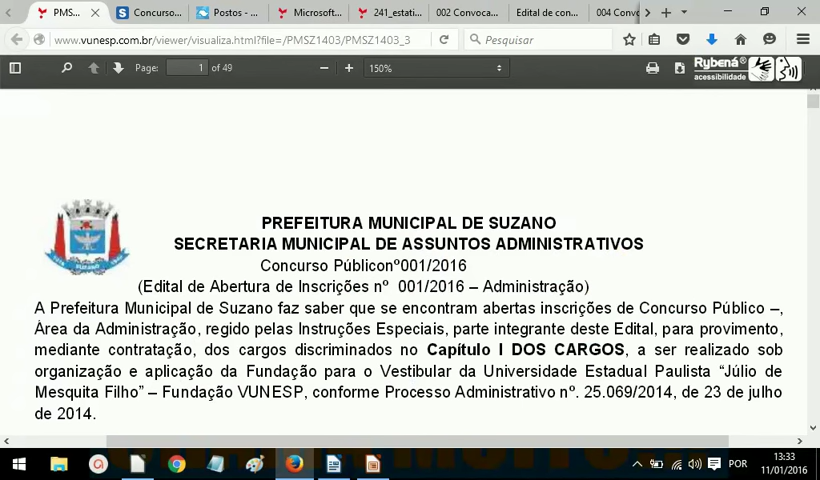 PMS...
Concurso...
Postos - ...
Microsoft...
241_estati...
002 Convoca...
Edital de con...
004 Conv
www.vunesp.com.br/viewer/visualiza.html?file=/PMSZ1403/PMSZ1403_3
Pesquisar
Page: 1 of 49
150%
Rybená®
acessibilidade
PREFEITURA MUNICIPAL DE SUZANO
SECRETARIA MUNICIPAL DE ASSUNTOS ADMINISTRATIVOS
Concurso Públicon°001/2016
(Edital de Abertura de Inscrições nº 001/2016 – Administração)
A Prefeitura Municipal de Suzano faz saber que se encontram abertas inscrições de Concurso Público –,
Área da Administração, regido pelas Instruções Especiais, parte integrante deste Edital, para provimento,
mediante contratação, dos cargos discriminados no Capítulo I DOS CARGOS, a ser realizado sob
organização e aplicação da Fundação para o Vestibular da Universidade Estadual Paulista “Júlio de
Mesquita Filho” – Fundação VUNESP, conforme Processo Administrativo nº. 25.069/2014, de 23 de julho
de 2014.
SUZANO
POR
13:33
11/01/2016